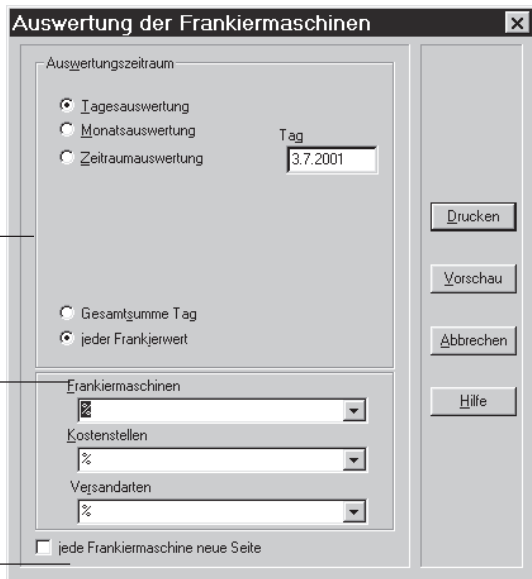 Auswertung der Frankiermaschinen
Auswertungszeitraum
Tagesauswertung
Monatsauswertung
Zeitraumauswertung
Tag
3.7.2001
Gesamtsumme Tag
jeder Frankierwert
Frankiermaschinen
%
Kostenstellen
%
Versandarten
%
jede Frankiermaschine neue Seite
Drucken
Vorschau
Abbrechen
Hilfe